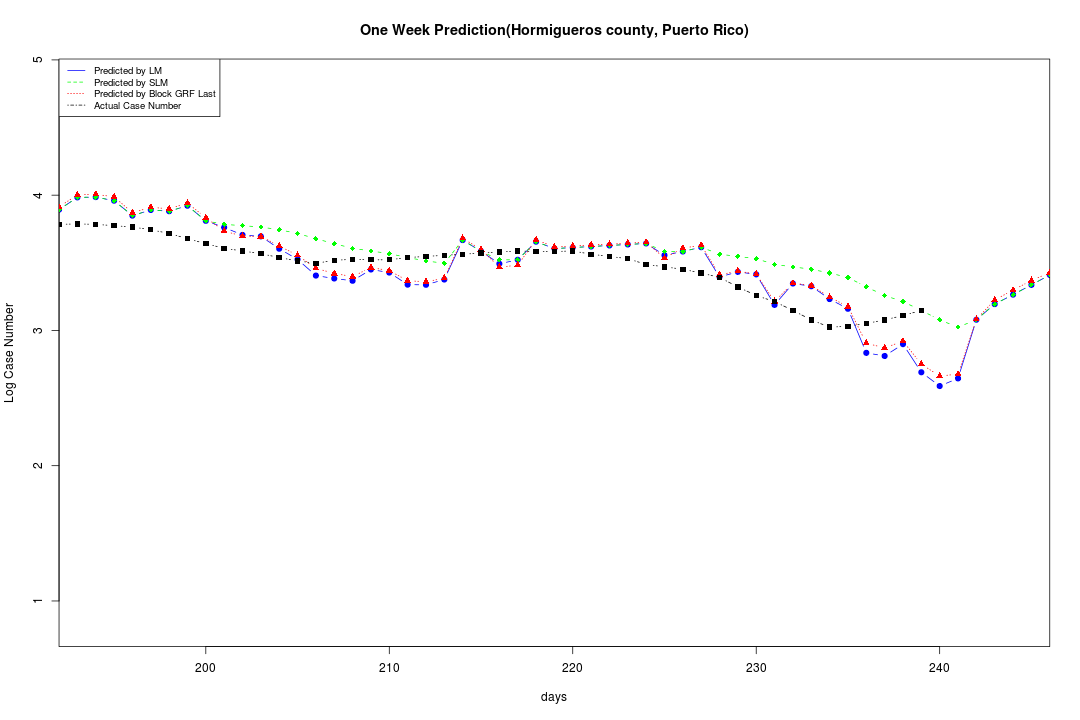 One Week Prediction(Hormigueros county, Puerto Rico)
Predicted by LM
Predicted by SLM
Predicted by Block GRF Last
Actual Case Number
5
4
3
2
1
Log Case Number
200 210 220 230 240
days